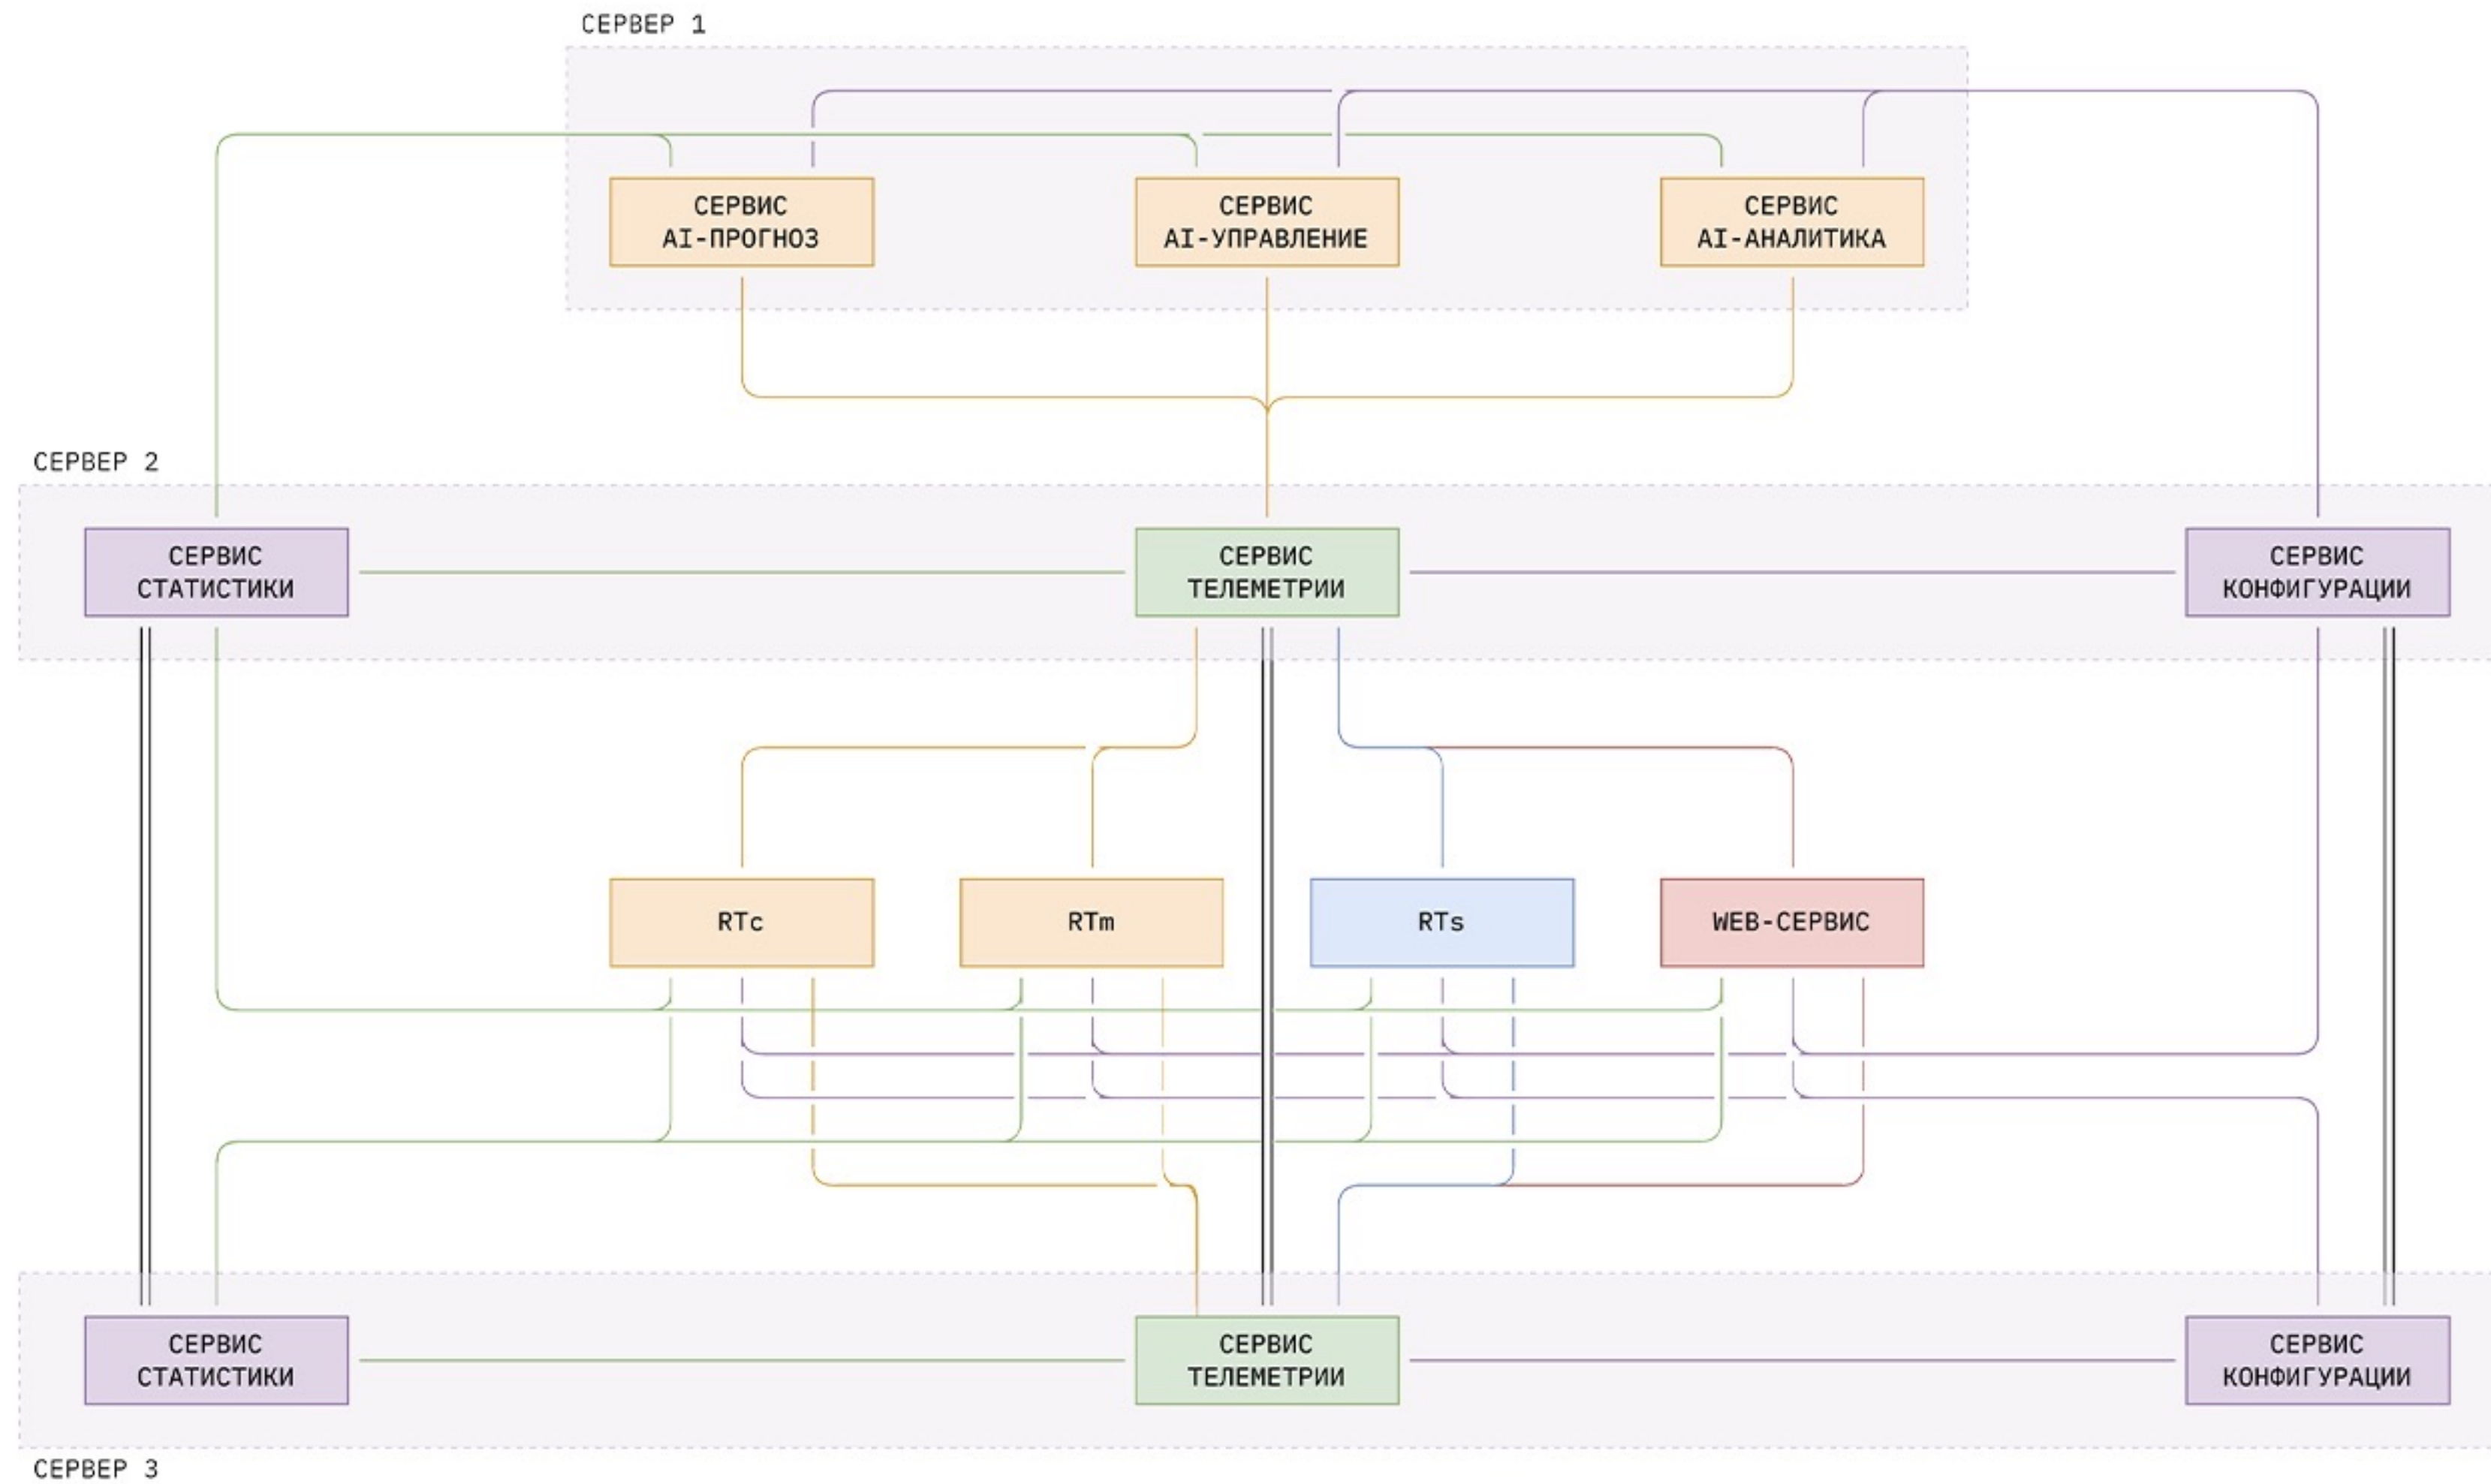 СЕРВЕР 1
СЕРВИС
AI-ПРОГНОЗ
СЕРВИС
AI-УПРАВЛЕНИЕ
СЕРВИС
AI-АНАЛИТИКА
СЕРВЕР 2
СЕРВИС
СТАТИСТИКИ
СЕРВИС
ТЕЛЕМЕТРИИ
СЕРВИС
КОНФИГУРАЦИИ
RTc
RTm
RTs
WEB-СЕРВИС
СЕРВИС
СТАТИСТИКИ
СЕРВИС
ТЕЛЕМЕТРИИ
СЕРВИС
КОНФИГУРАЦИИ
СЕРВЕР 3